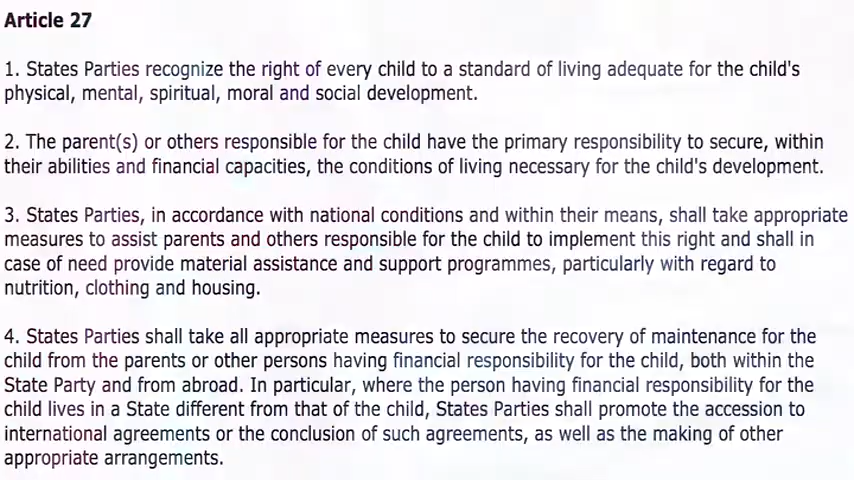 Article 27
1. States Parties recognize the right of every child to a standard of living adequate for the child's
physical, mental, spiritual, moral and social development.
2. The parent(s) or others responsible for the child have the primary responsibility to secure, within
their abilities and financial capacities, the conditions of living necessary for the child's development.
3. States Parties, in accordance with national conditions and within their means, shall take appropriate
measures to assist parents and others responsible for the child to implement this right and shall in
case of need provide material assistance and support programmes, particularly with regard to
nutrition, clothing and housing.
4. States Parties shall take all appropriate measures to secure the recovery of maintenance for the
child from the parents or other persons having financial responsibility for the child, both within the
State Party and from abroad. In particular, where the person having financial responsibility for the
child lives in a State different from that of the child, States Parties shall promote the accession to
international agreements or the conclusion of such agreements, as well as the making of other
appropriate arrangements.